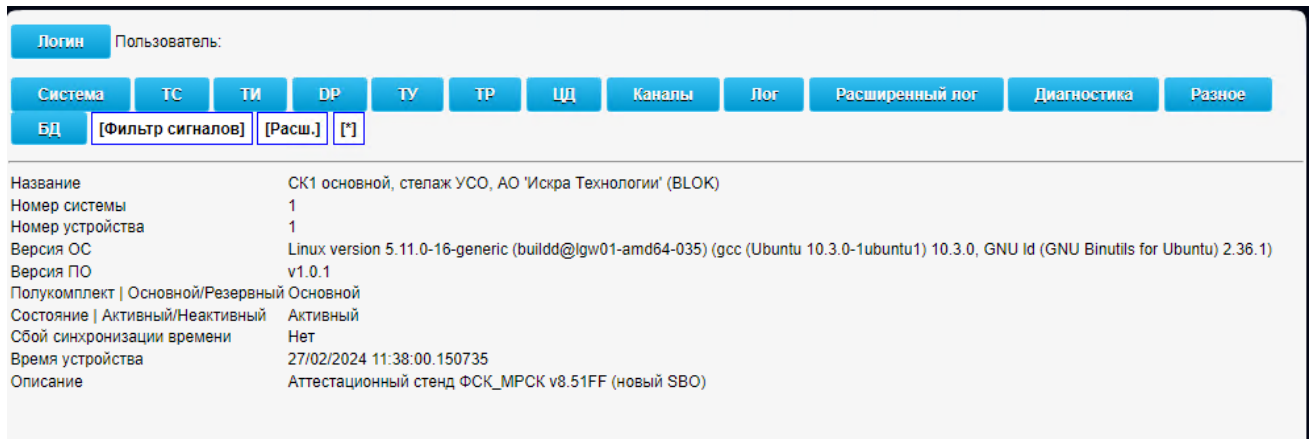 Логин Пользователь:
Система ТС ТИ DP ТУ ТР ЦД Каналы Лог Расширенный лог Диагностика Разное
БД [Фильтр сигналов] [Расш.] [*]
Название СК1 основной, стелаж УСО, АО 'Искра Технологии' (BLOK)
Номер системы 1
Номер устройства 1
Версия ОС Linux version 5.11.0-16-generic (buildd@lgw01-amd64-035) (gcc (Ubuntu 10.3.0-1ubuntu1) 10.3.0, GNU ld (GNU Binutils for Ubuntu) 2.36.1)
Версия ПО v1.0.1
Полукомплект | Основной/Резервный Основной
Состояние | Активный/Неактивный Активный
Сбой синхронизации времени Нет
Время устройства 27/02/2024 11:38:00.150735
Описание Аттестационный стенд ФСК_МРСК v8.51FF (новый SBO)